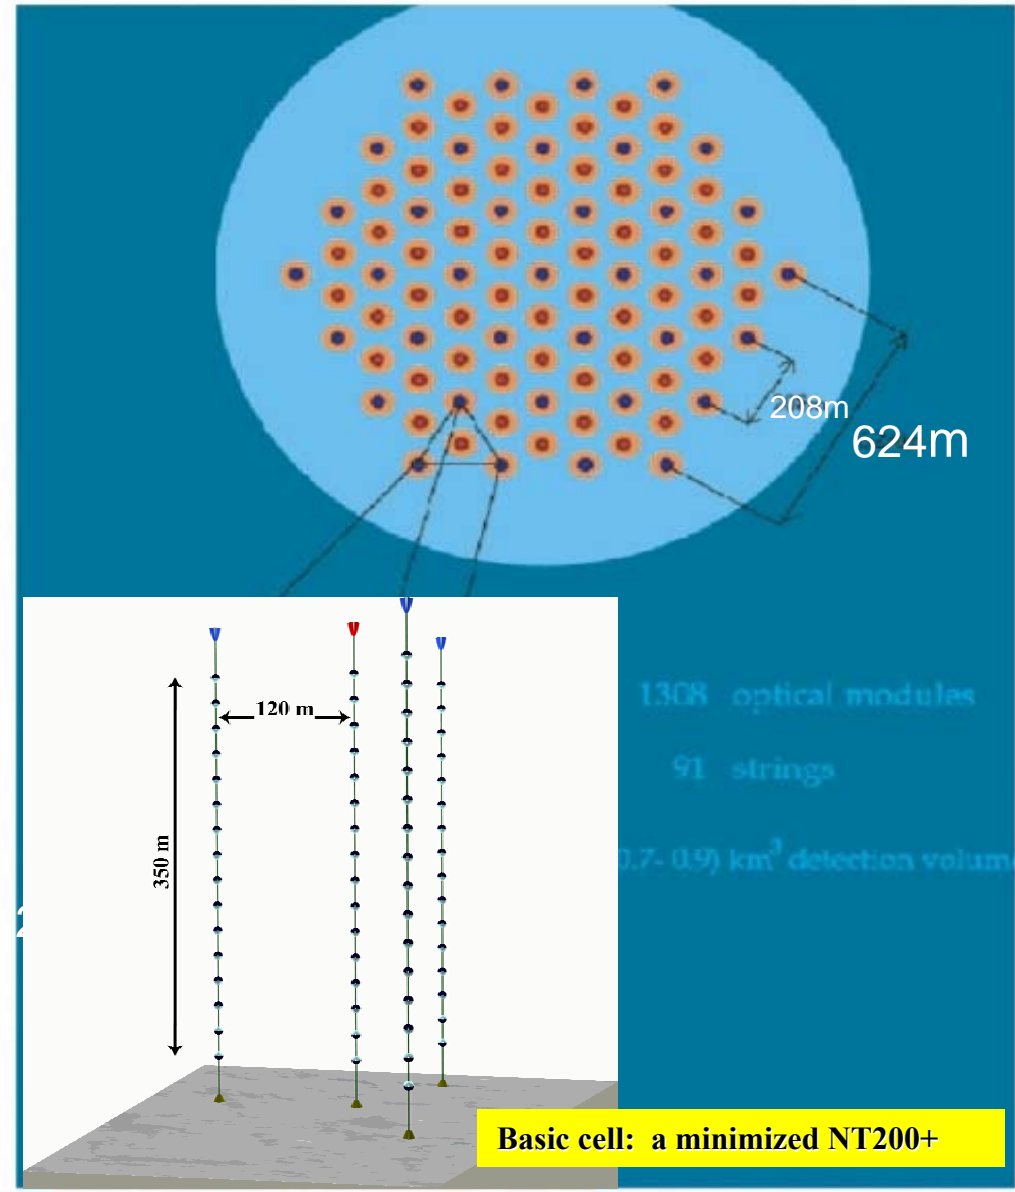 208m
624m
1308 optical modules
120 m
91 strings
350 m
0.7- 0.9) km³ detection volume
2
Basic cell: a minimized NT200+